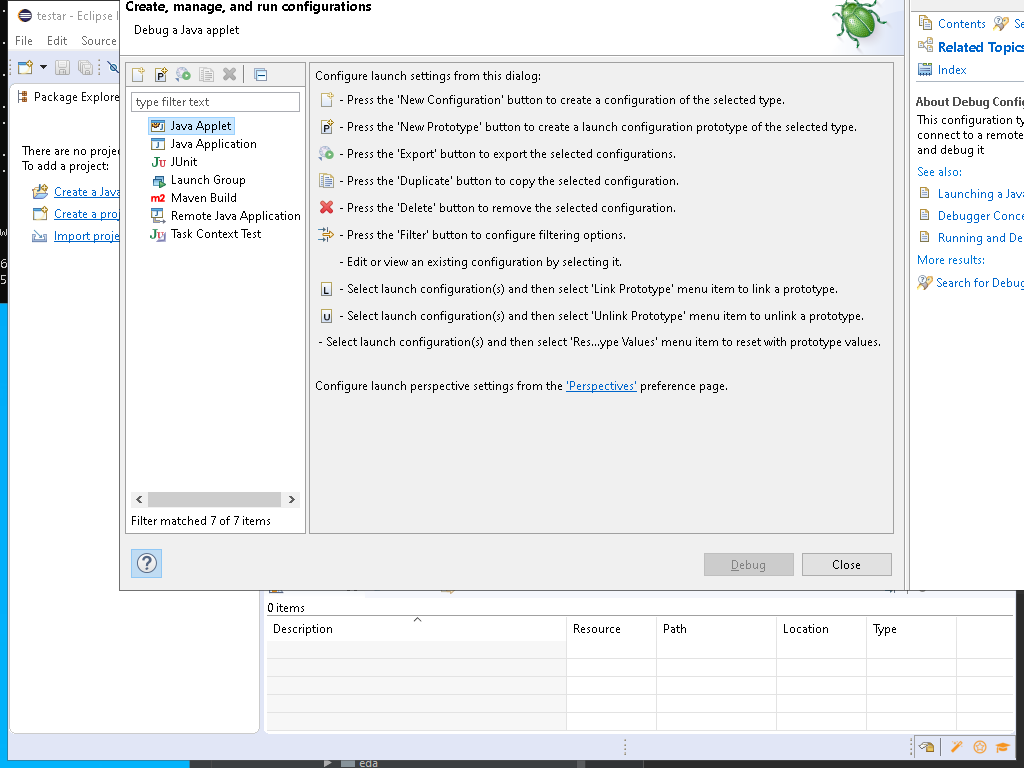 testar - Eclipse I
File Edit Source
Package Explore
There are no projec
To add a project:
Create a Java
Create a proj
Import proje
Create, manage, and run configurations
Debug a Java applet
type filter text
Java Applet
Java Application
Ju JUnit
Launch Group
m2 Maven Build
Remote Java Application
Ju Task Context Test
Filter matched 7 of 7 items
Configure launch settings from this dialog:
- Press the 'New Configuration' button to create a configuration of the selected type.
P - Press the 'New Prototype' button to create a launch configuration prototype of the selected type.
- Press the 'Export' button to export the selected configurations.
- Press the 'Duplicate' button to copy the selected configuration.
- Press the 'Delete' button to remove the selected configuration.
- Press the 'Filter' button to configure filtering options.
- Edit or view an existing configuration by selecting it.
L - Select launch configuration(s) and then select 'Link Prototype' menu item to link a prototype.
U - Select launch configuration(s) and then select 'Unlink Prototype' menu item to unlink a prototype.
- Select launch configuration(s) and then select 'Res...ype Values' menu item to reset with prototype values.
Configure launch perspective settings from the 'Perspectives' preference page.
?
Debug
Close
Contents Se
Related Topics
Index
About Debug Config
This configuration ty
connect to a remote
and debug it
See also:
Launching a Java
Debugger Conce
Running and De
More results:
Search for Debug
0 items
Description Resource Path Location Type
eda